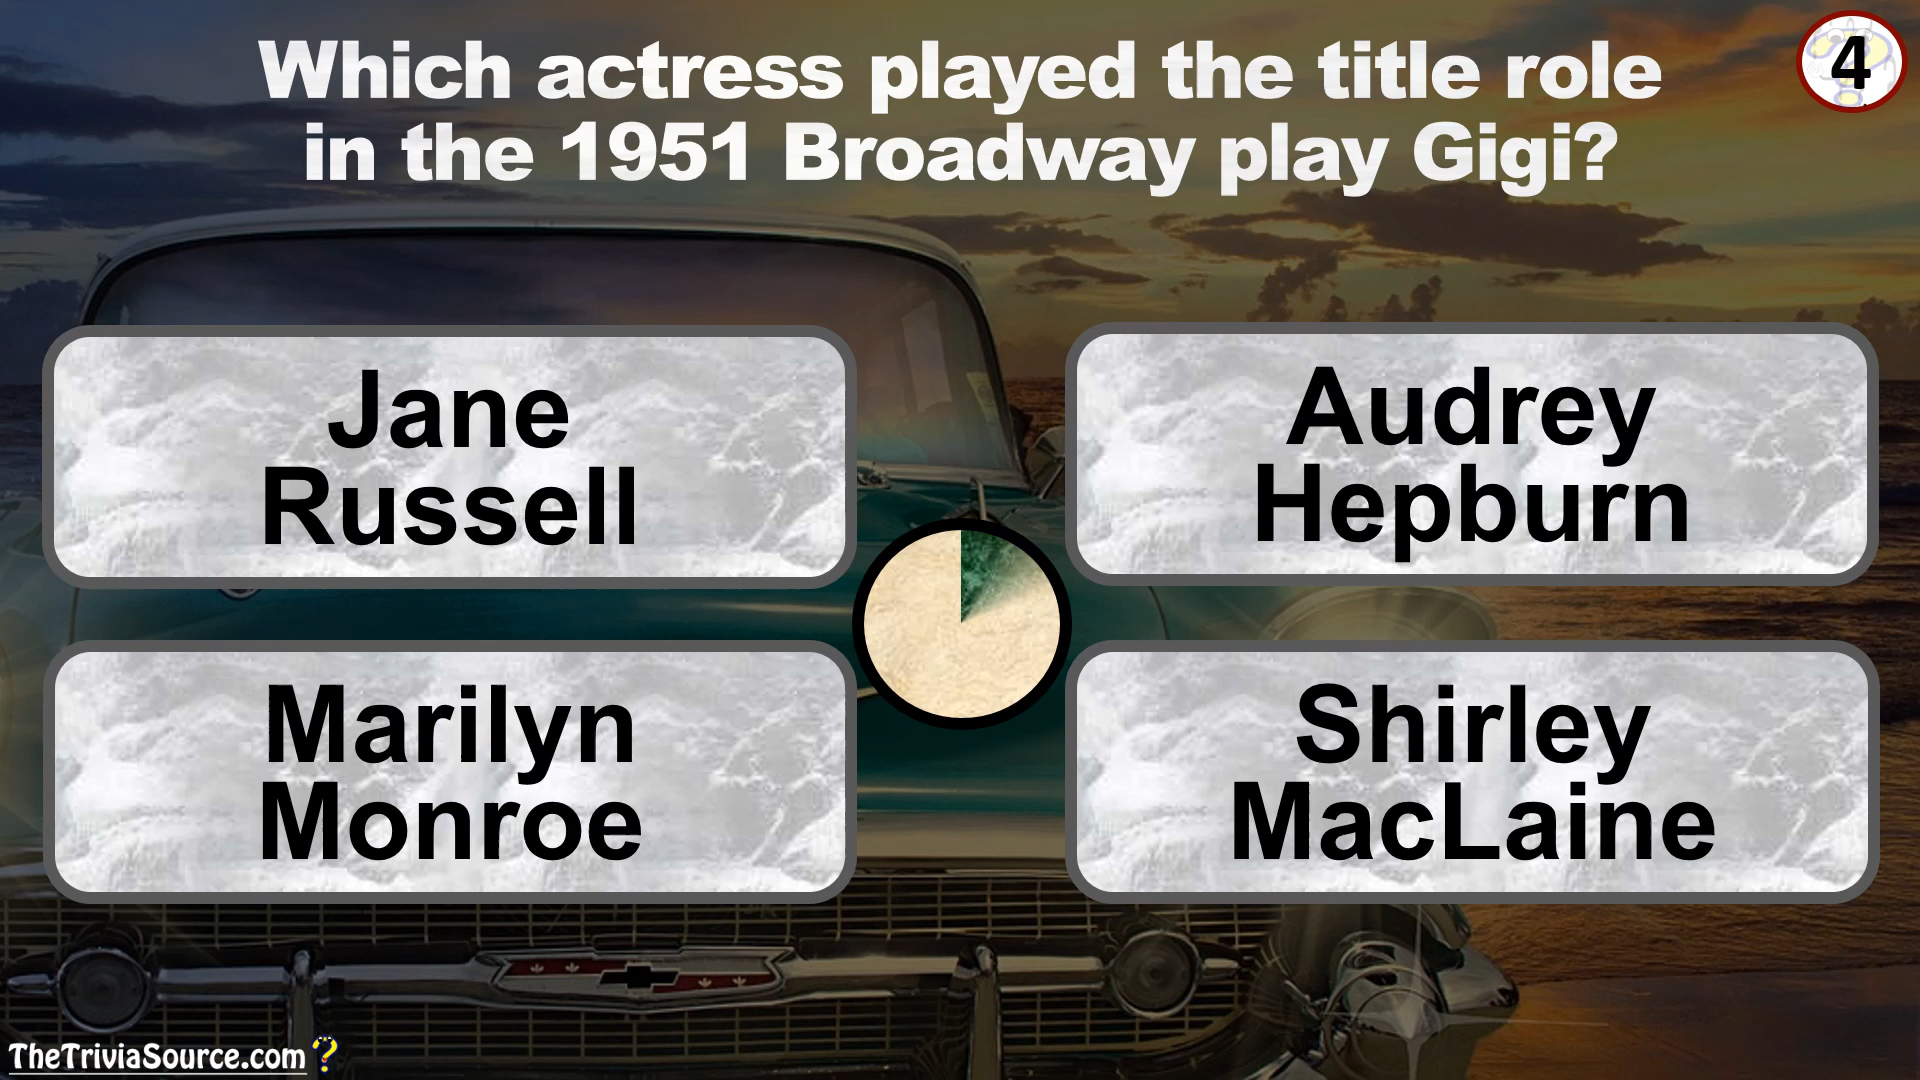 Which actress played the title role
in the 1951 Broadway play Gigi?
4
Jane
Russell
Audrey
Hepburn
Marilyn
Monroe
Shirley
MacLaine
TheTriviaSource.com?